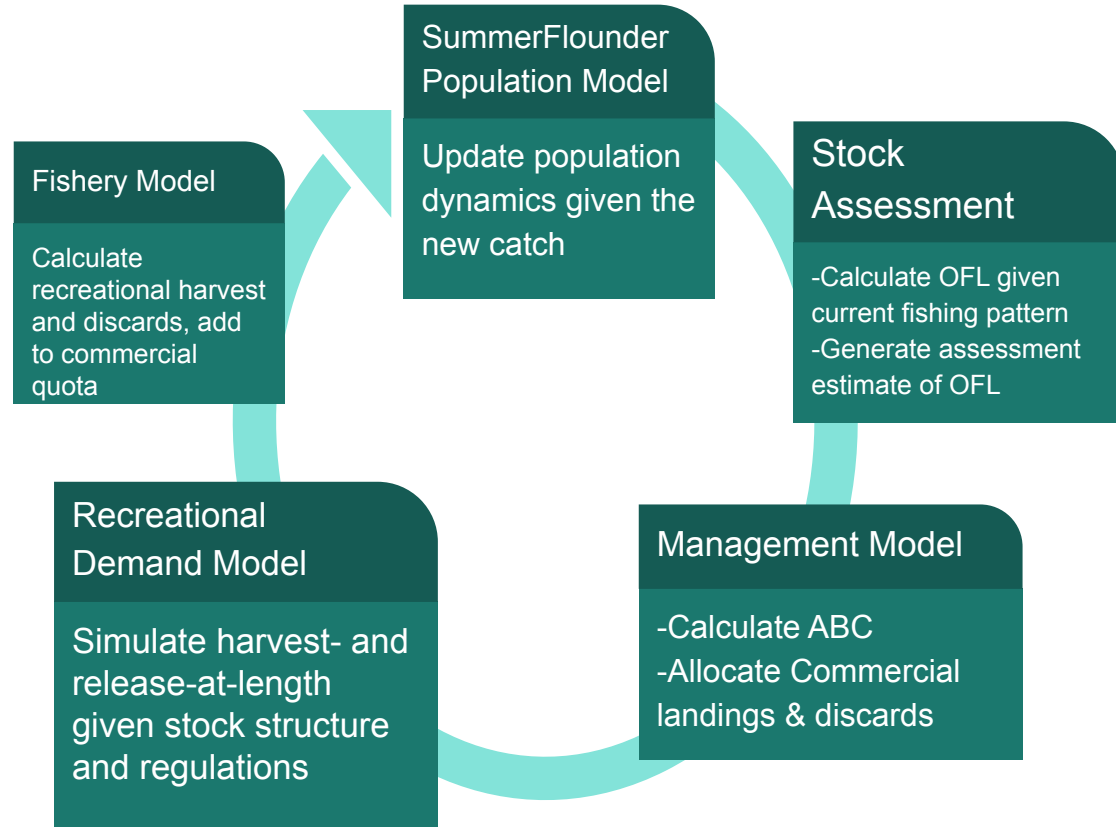 SummerFlounder
Population Model
Update population
dynamics given the
new catch
Stock
Assessment
-Calculate OFL given
current fishing pattern
-Generate assessment
estimate of OFL
Management Model
-Calculate ABC
-Allocate Commercial
landings & discards
Recreational
Demand Model
Simulate harvest- and
release-at-length
given stock structure
and regulations
Fishery Model
Calculate
recreational harvest
and discards, add
to commercial
quota